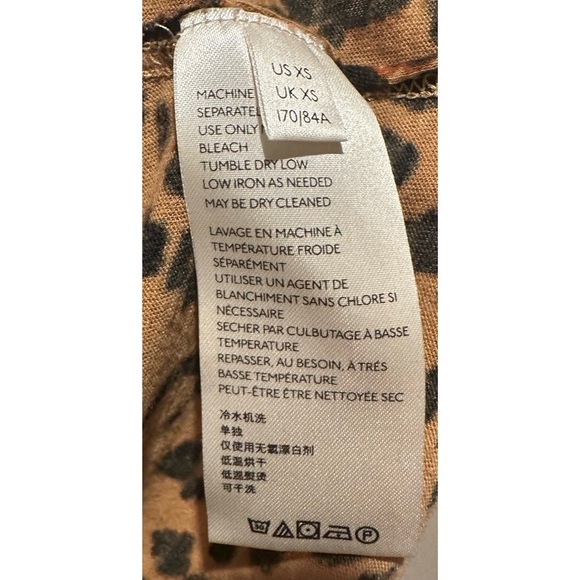 US XS
UK XS
170/84A
MACHINE
USE ONLY
BLEACH
TUMBLE DRY LOW
LOW IRON AS NEEDED
MAY BE DRY CLEANED
LAVAGE EN MACHINE À
TEMPÉRATURE FROIDE
SÉPARÉMENT
UTILISER UN AGENT DE
BLANCHIMENT SANS CHLORE SI
NÉCESSAIRE
SECHER PAR CULBUTAGE À BASSE
TEMPERATURE
REPASSER, AU BESOIN, À TRÉS
BASSE TEMPÉRATURE
PEUT-ÊTRE ÊTRE NETTOYÉE SEC
冷水机洗
单独
仅使用无氧漂白剂
低温烘干
低温熨烫
可干洗
30 P